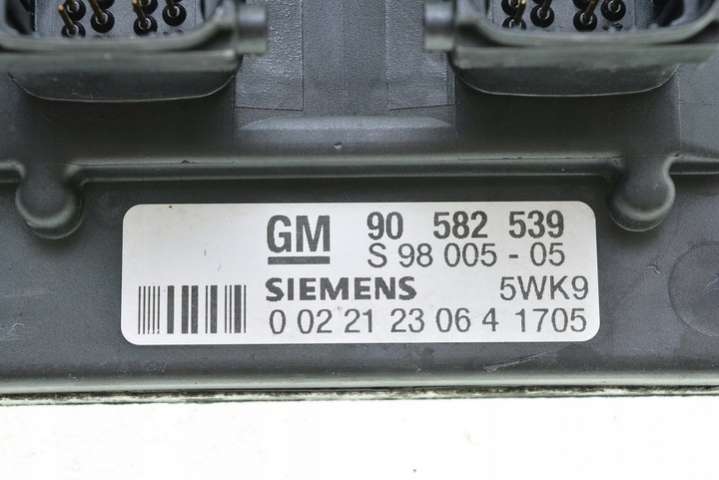 GM 90 582 539
S 98 005 - 05
SIEMENS 5WK9
0 02 21 23 06 4 1705